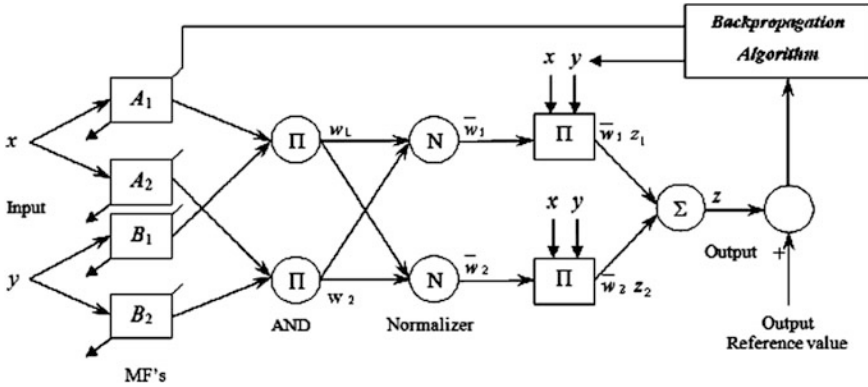 Backpropagation
Algorithm
x y
A₁
w₁
w̅₁
Π
N
Π
w̅₁ z₁
x
A₂
Input
B₁
x y
Σ
z
Output
+
y
w̅₂
B₂
Π
N
Π
w₂
w̅₂ z₂
AND
Normalizer
Output
Reference value
MF's